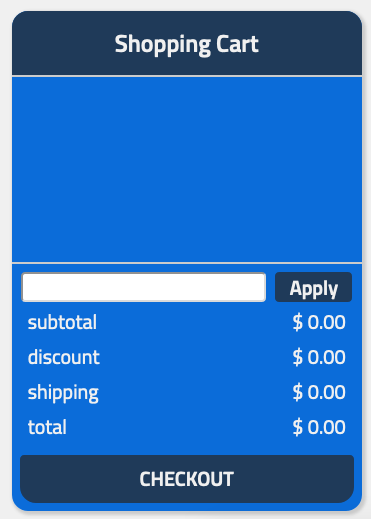 Shopping Cart
Apply
subtotal $ 0.00
discount $ 0.00
shipping $ 0.00
total $ 0.00
CHECKOUT